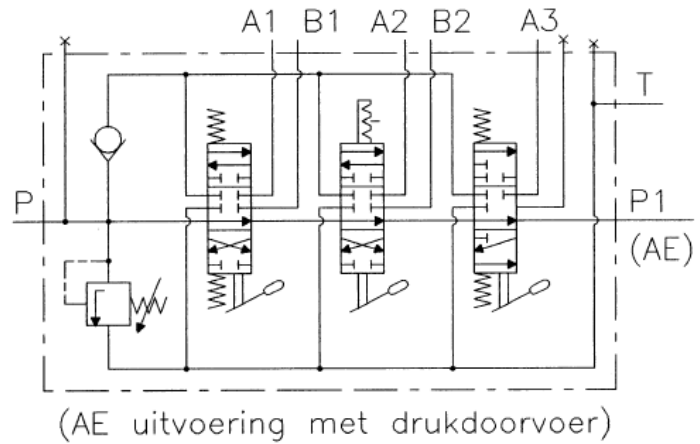 A1 B1 A2 B2 A3
T
P
P1
(AE)
(AE uitvoering met drukdoorvoer)